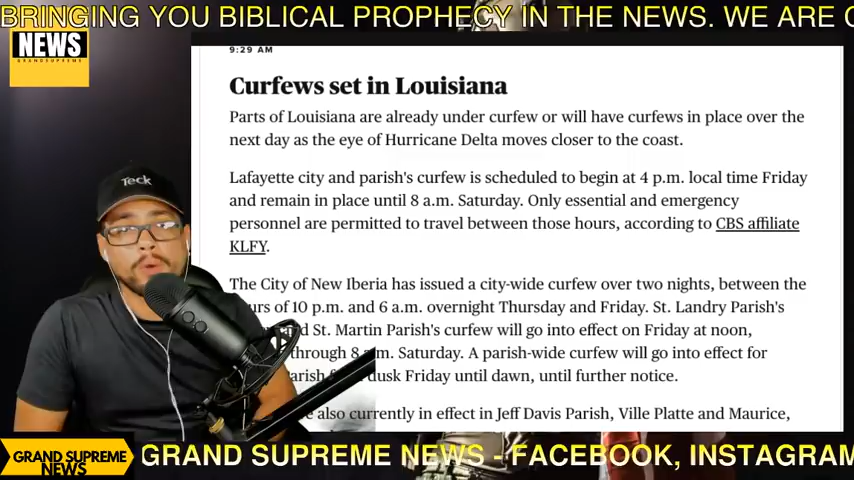 BRINGING YOU BIBLICAL PROPHECY IN THE NEWS. WE ARE
NEWS
GRANDSUPREME
9:29 AM
Curfews set in Louisiana
Parts of Louisiana are already under curfew or will have curfews in place over the
next day as the eye of Hurricane Delta moves closer to the coast.
Lafayette city and parish's curfew is scheduled to begin at 4 p.m. local time Friday
and remain in place until 8 a.m. Saturday. Only essential and emergency
personnel are permitted to travel between those hours, according to CBS affiliate
KLFY.
The City of New Iberia has issued a city-wide curfew over two nights, between the
of 10 p.m. and 6 a.m. overnight Thursday and Friday. St. Landry Parish's
and St. Martin Parish's curfew will go into effect on Friday at noon,
through 8 a.m. Saturday. A parish-wide curfew will go into effect for
dusk Friday until dawn, until further notice.
also currently in effect in Jeff Davis Parish, Ville Platte and Maurice,
Teck
GRAND SUPREME
NEWS
GRAND SUPREME NEWS - FACEBOOK, INSTAGRAM